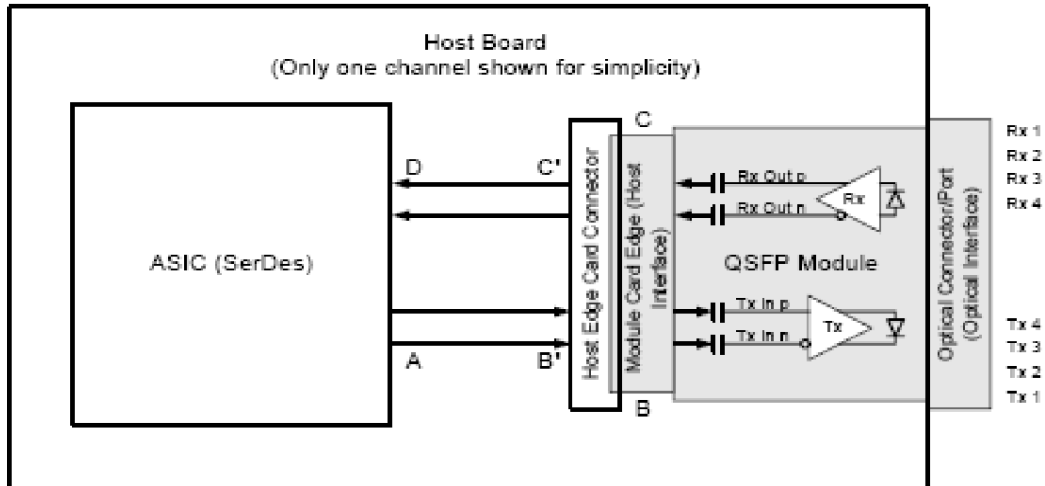 Host Board
(Only one channel shown for simplicity)
ASIC (SerDes)
D
C'
A
B'
Host Edge Card Connector
C
Module Card Edge (Host
Interface)
B
Rx Out p
Rx Out n
Rx
QSFP Module
Tx In p
Tx In n
Tx
Optical Connector/Port
(Optical Interface)
Rx 1
Rx 2
Rx 3
Rx 4
Tx 4
Tx 3
Tx 2
Tx 1